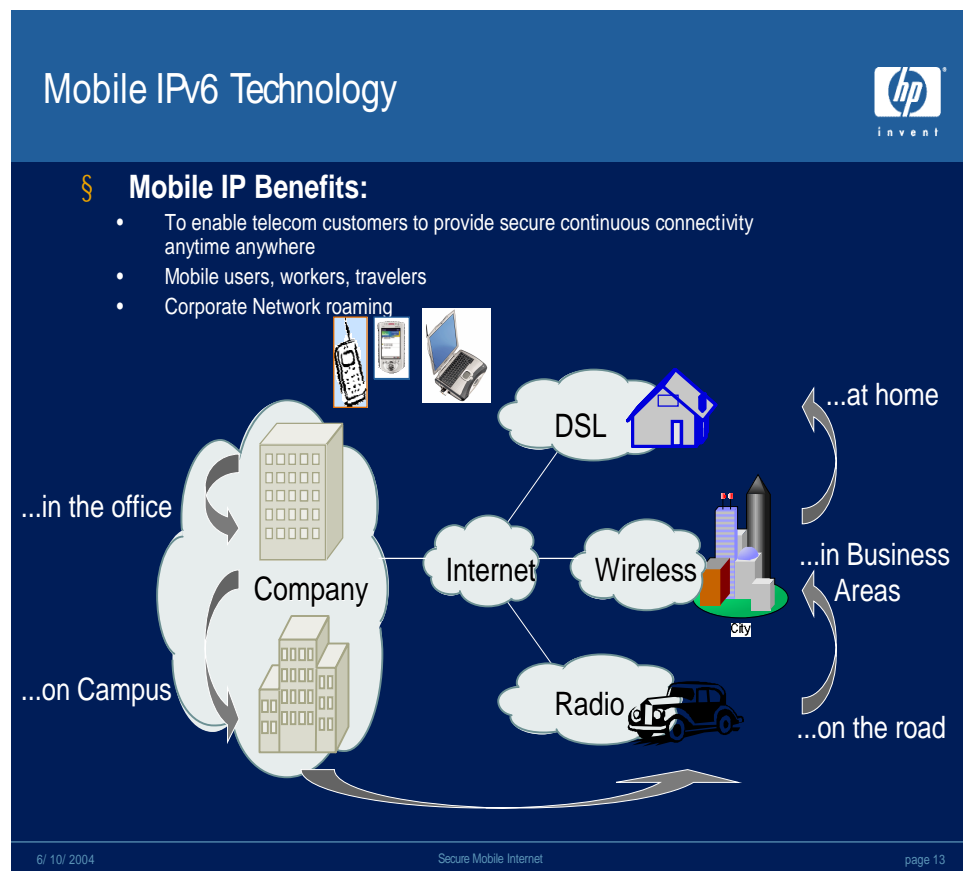 Mobile IPv6 Technology
hp
invent
§ Mobile IP Benefits:
• To enable telecom customers to provide secure continuous connectivity
anytime anywhere
• Mobile users, workers, travelers
• Corporate Network roaming
DSL
...at home
...in the office
Internet
Wireless
...in Business
Areas
Company
City
...on Campus
Radio
...on the road
6/ 10/ 2004
Secure Mobile Internet
page 13